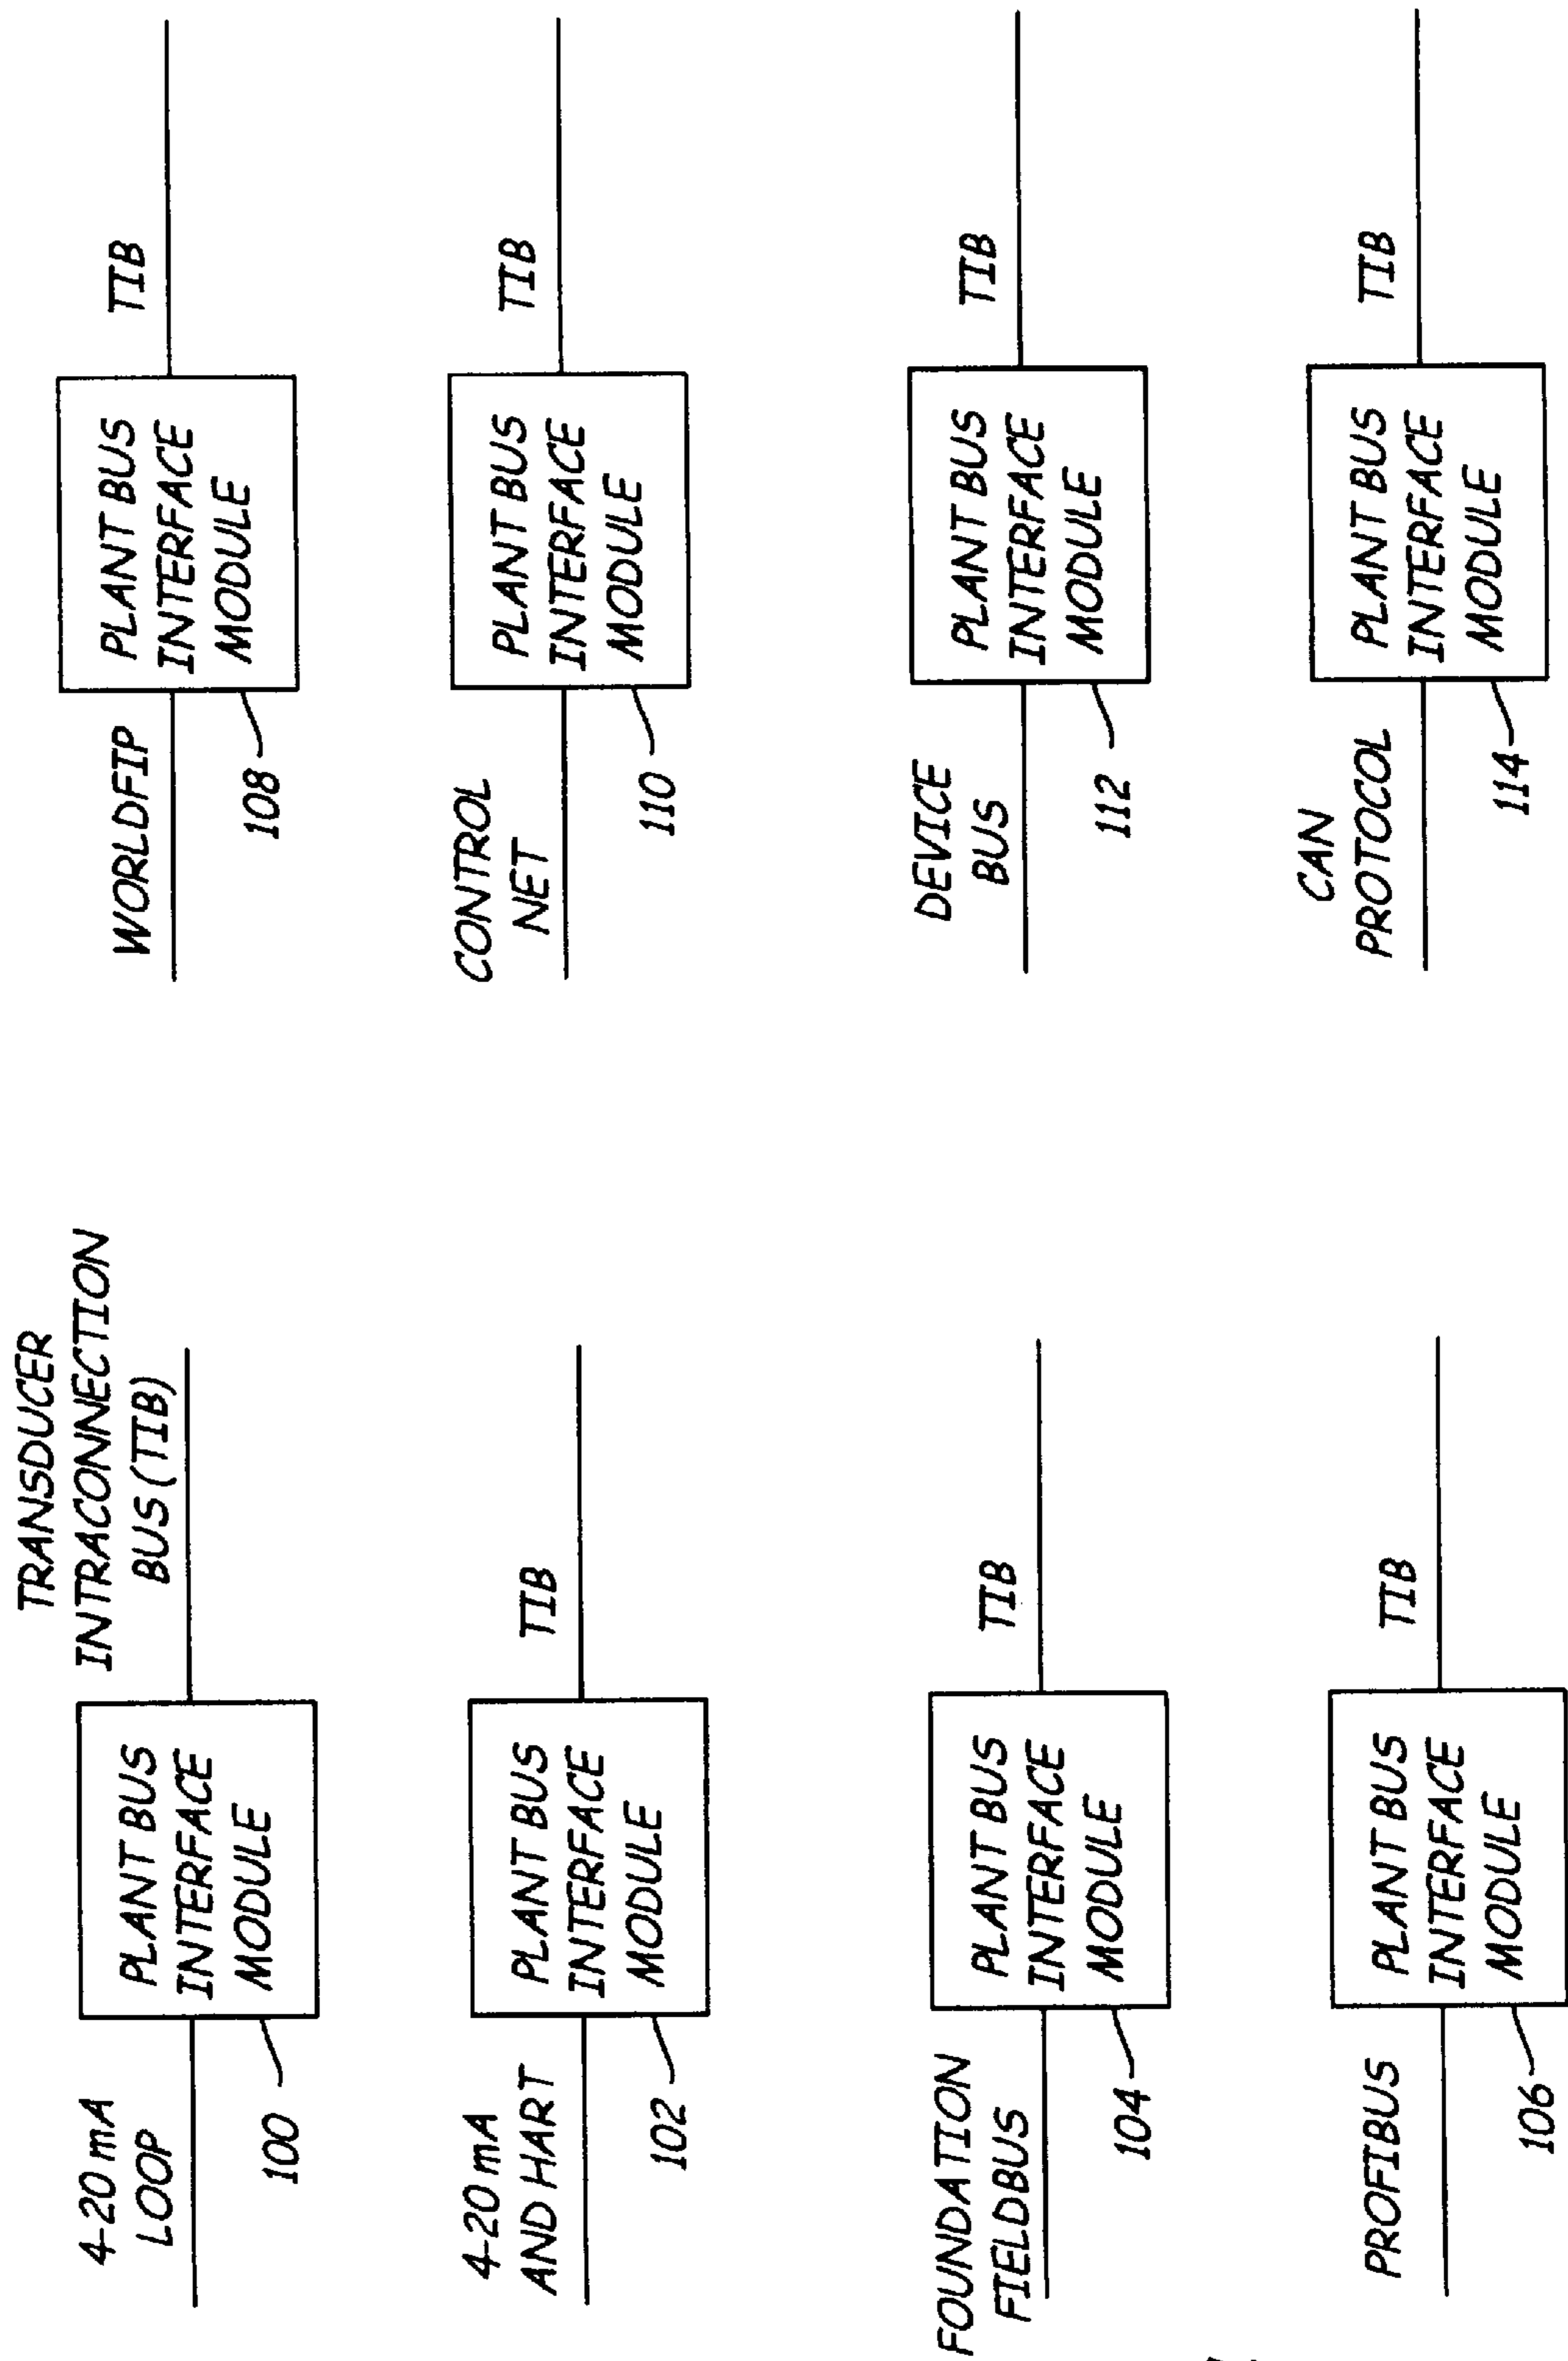 4-20 mA
LOOP
TRANSDUCER
INTRACONNECTION
BUS (TIB)
PLANT BUS
INTERFACE
MODULE
100
4-20 mA
AND HART
TIB
PLANT BUS
INTERFACE
MODULE
102
FOUNDATION
FIELDBUS
TIB
PLANT BUS
INTERFACE
MODULE
104
PROFIBUS
TIB
PLANT BUS
INTERFACE
MODULE
106
WORLDFIP
TIB
PLANT BUS
INTERFACE
MODULE
108
CONTROL
NET
TIB
PLANT BUS
INTERFACE
MODULE
110
DEVICE
BUS
TIB
PLANT BUS
INTERFACE
MODULE
112
CAN
PROTOCOL
TIB
PLANT BUS
INTERFACE
MODULE
114